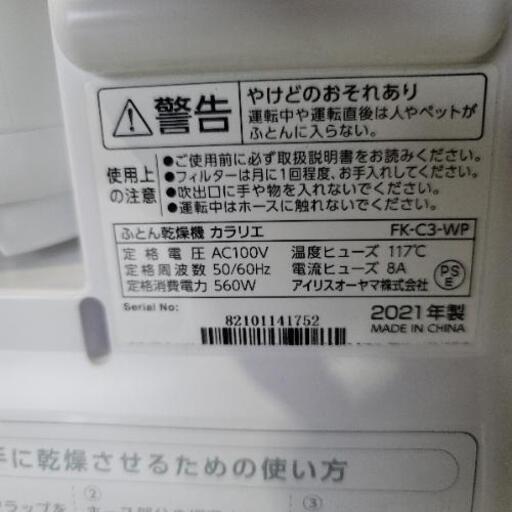 警告
やけどのおそれあり
運転中や運転直後は人やペットが
ふとんに入らない。
使用上
の注意
●ご使用前に必ず取扱説明書をお読みください。
●フィルターは月に1回程度、お手入れしてください。
●吹出口に手や物を入れないでください。
●運転中はホースに触れないでください。
ふとん乾燥機 カラリエ FK-C3-WP
定格電圧 AC100V 温度ヒューズ 117℃
定格周波数 50/60Hz 電流ヒューズ 8A
定格消費電力 560W アイリスオーヤマ株式会社
PS
E
Serial No:
82101141752
2021年製
MADE IN CHINA
手に乾燥させるための使い方
② ③
ラップを